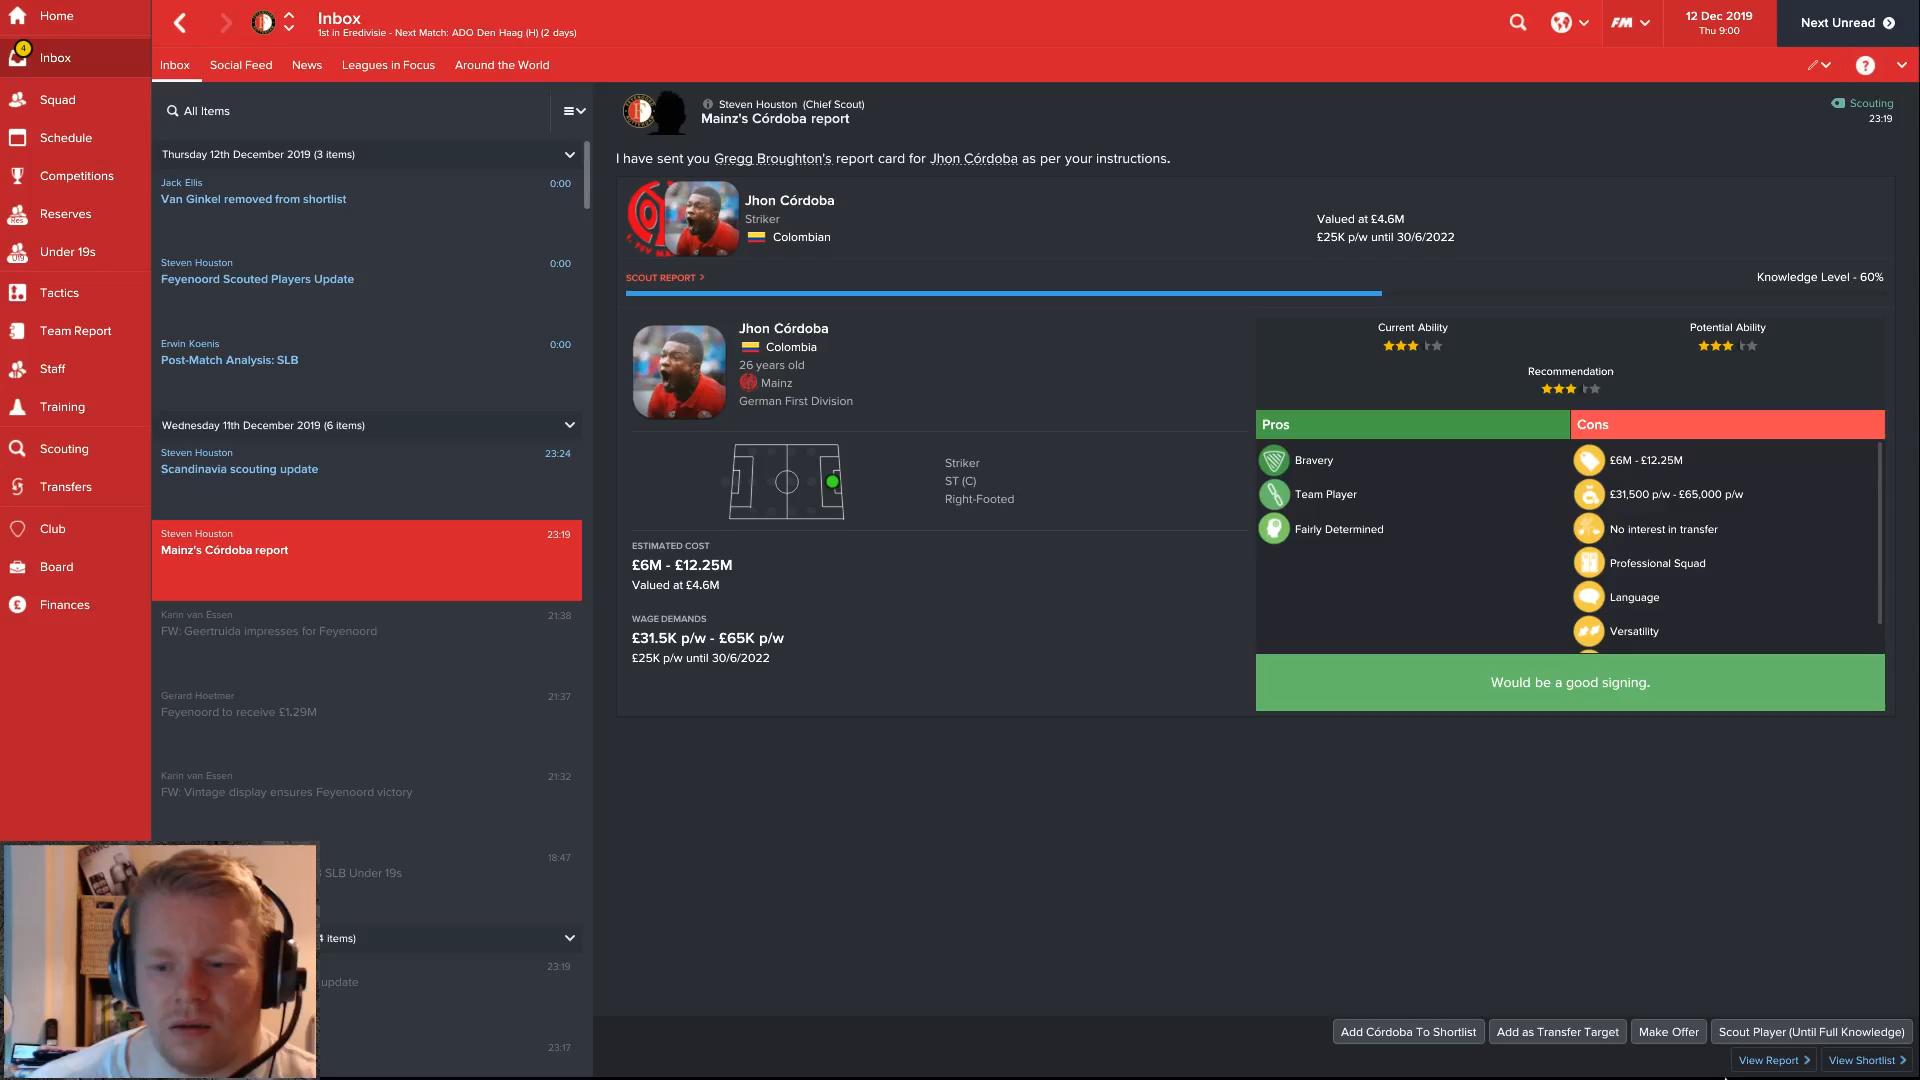 Home
4
Inbox
Squad
Schedule
Competitions
Reserves
Under 19s
Tactics
Team Report
Staff
Training
Scouting
Transfers
Club
Board
Finances
Inbox
1st in Eredivisie - Next Match: ADO Den Haag (H) (2 days)
FM
12 Dec 2019
Thu 9:00
Next Unread
Inbox
Social Feed
News
Leagues in Focus
Around the World
?
All Items
Thursday 12th December 2019 (3 items)
Jack Ellis 0:00
Van Ginkel removed from shortlist
Steven Houston 0:00
Feyenoord Scouted Players Update
Erwin Koenis 0:00
Post-Match Analysis: SLB
Wednesday 11th December 2019 (6 items)
Steven Houston 23:24
Scandinavia scouting update
Steven Houston 23:19
Mainz's Córdoba report
Karin van Essen 21:38
FW: Geertruida impresses for Feyenoord
Gerard Hoetmer 21:37
Feyenoord to receive £1.29M
Karin van Essen 21:32
FW: Vintage display ensures Feyenoord victory
18:47
SLB Under 19s
items)
23:19
update
23:17
Steven Houston (Chief Scout)
Mainz's Córdoba report
Scouting
23:19
I have sent you Gregg Broughton's report card for Jhon Córdoba as per your instructions.
Jhon Córdoba
Striker
Colombian
Valued at £4.6M
£25K p/w until 30/6/2022
SCOUT REPORT >
Knowledge Level - 60%
Jhon Córdoba
Colombia
26 years old
Mainz
German First Division
Striker
ST (C)
Right-Footed
ESTIMATED COST
£6M - £12.25M
Valued at £4.6M
WAGE DEMANDS
£31.5K p/w - £65K p/w
£25K p/w until 30/6/2022
Current Ability
Potential Ability
Recommendation
Pros
Bravery
Team Player
Fairly Determined
Cons
£6M - £12.25M
£31,500 p/w - £65,000 p/w
No interest in transfer
Professional Squad
Language
Versatility
Would be a good signing.
Add Córdoba To Shortlist
Add as Transfer Target
Make Offer
Scout Player (Until Full Knowledge)
View Report >
View Shortlist >